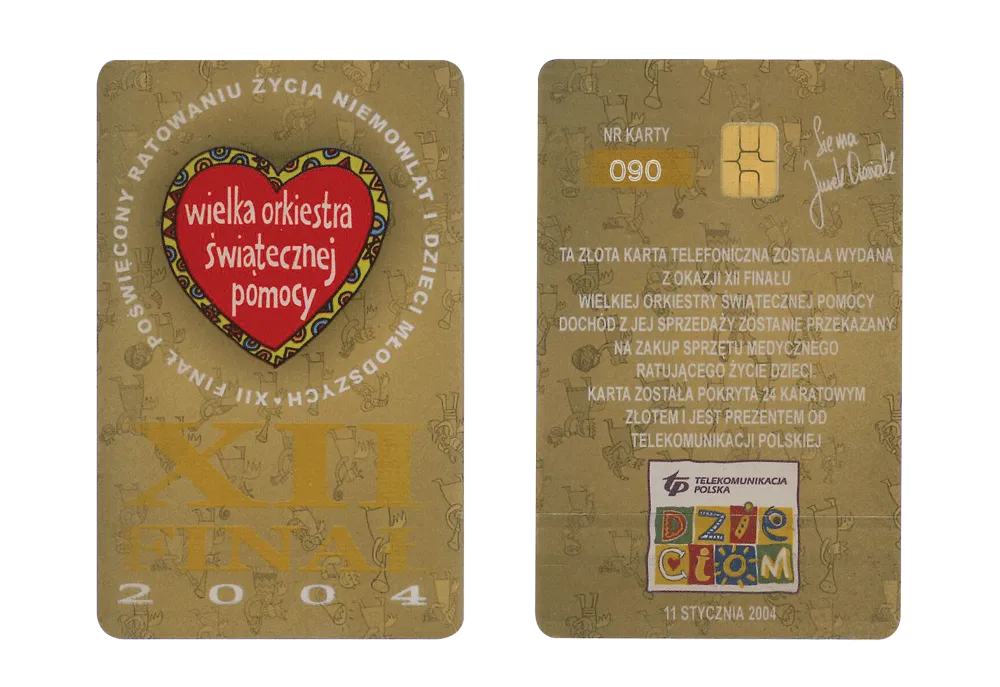 XII FINAŁ POŚWIĘCONY RATOWANIU ŻYCIA NIEMOWLĄT I DZIECI MŁODSZYCH •
wielka orkiestra
świątecznej
pomocy
XII
FINAŁ
2004
NR KARTY
090
Sie ma
Jurek Owsiak
TA ZŁOTA KARTA TELEFONICZNA ZOSTAŁA WYDANA
Z OKAZJI XII FINAŁU
WIELKIEJ ORKIESTRY ŚWIĄTECZNEJ POMOCY
DOCHÓD Z JEJ SPRZEDAŻY ZOSTANIE PRZEKAZANY
NA ZAKUP SPRZĘTU MEDYCZNEGO
RATUJĄCEGO ŻYCIE DZIECI
KARTA ZOSTAŁA POKRYTA 24 KARATOWYM
ZŁOTEM I JEST PREZENTEM OD
TELEKOMUNIKACJI POLSKIEJ
tp TELEKOMUNIKACJA
POLSKA
DZIE
CIOM
11 STYCZNIA 2004